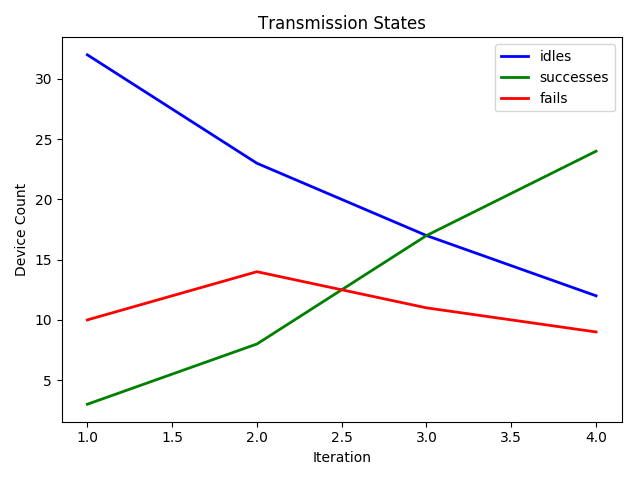 Transmission States
idles
successes
fails
Device Count
30
25
20
15
10
5
1.0 1.5 2.0 2.5 3.0 3.5 4.0
Iteration